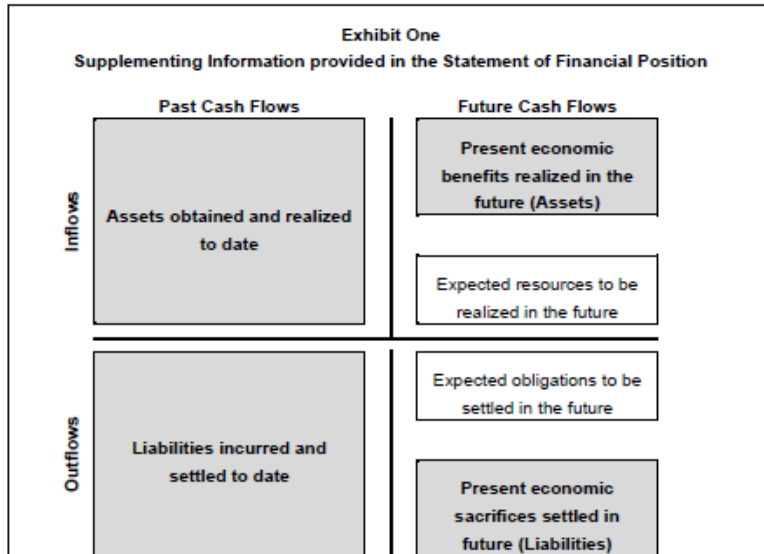 Exhibit One
Supplementing Information provided in the Statement of Financial Position
Past Cash Flows
Future Cash Flows
Inflows
Assets obtained and realized
to date
Present economic
benefits realized in the
future (Assets)
Expected resources to be
realized in the future
Outflows
Liabilities incurred and
settled to date
Expected obligations to be
settled in the future
Present economic
sacrifices settled in
future (Liabilities)